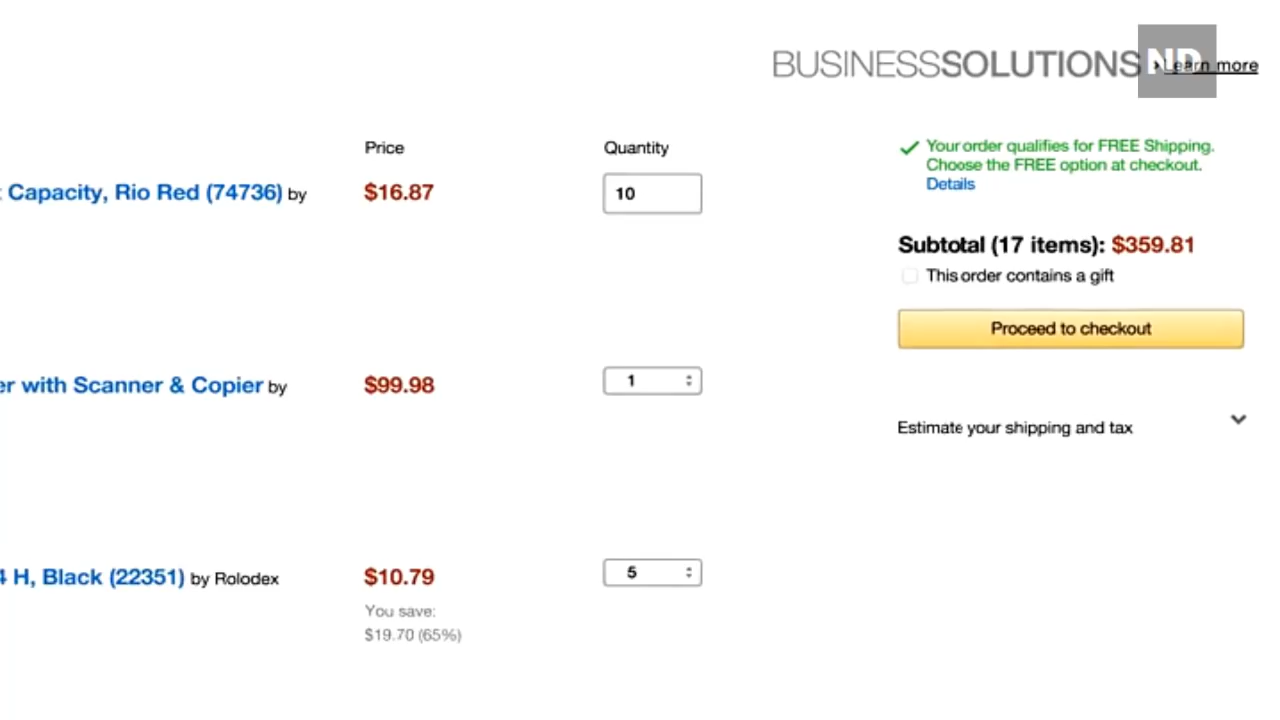 BUSINESSSOLUTIONS › Learn more
ND
Price
Quantity
Your order qualifies for FREE Shipping.
Choose the FREE option at checkout.
Details
Capacity, Rio Red (74736) by
$16.87
10
Subtotal (17 items): $359.81
This order contains a gift
Proceed to checkout
er with Scanner & Copier by
$99.98
1
Estimate your shipping and tax
4 H, Black (22351) by Rolodex
$10.79
5
You save:
$19.70 (65%)